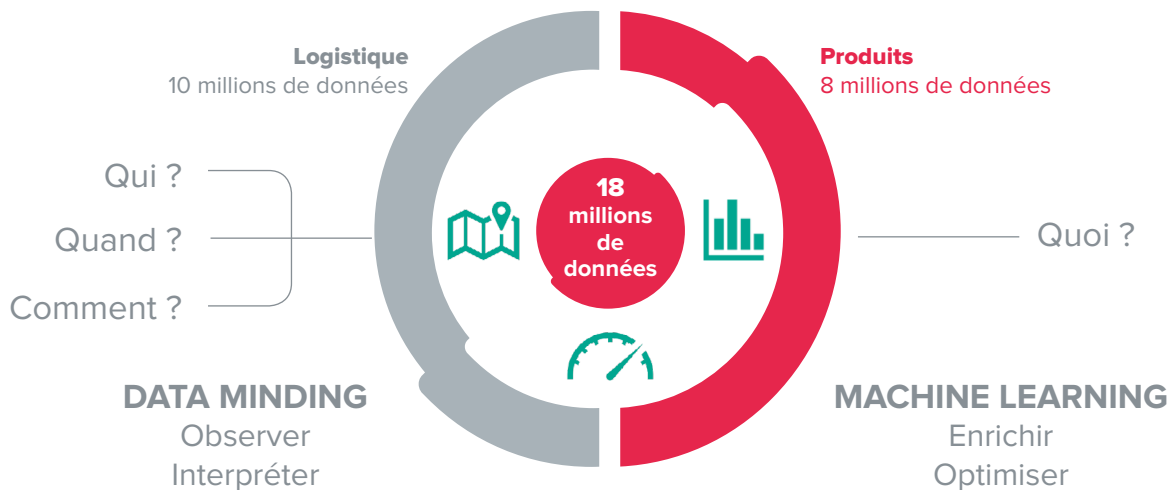 Logistique
10 millions de données
Produits
8 millions de données
Qui ?
Quand ?
Comment ?
18
millions
de
données
Quoi ?
DATA MINDING
Observer
Interpréter
MACHINE LEARNING
Enrichir
Optimiser